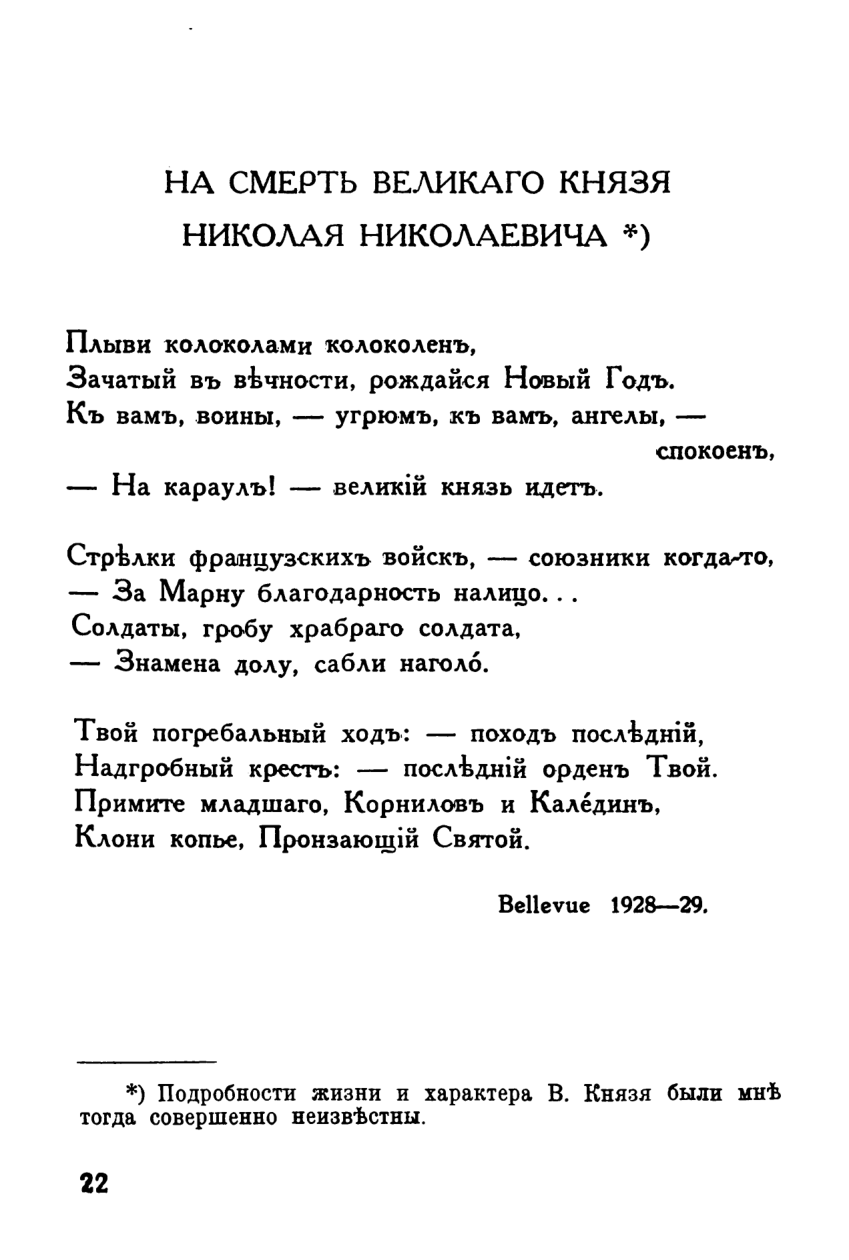 НА СМЕРТЬ ВЕЛИКАГО КНЯЗЯ
НИКОЛАЯ НИКОЛАЕВИЧА *)
Плыви колоколами колоколенъ,
Зачатый въ вѣчности, рождайся Новый Годъ.
Къ вамъ, воины, — угрюмъ, къ вамъ, ангелы, —
спокоенъ,
— На караулъ! — великій князь идетъ.
Стрѣлки французскихъ войскъ, — союзники когда-то,
— За Марну благодарность налицо...
Солдаты, гробу храбраго солдата,
— Знамена долу, сабли наголо́.
Твой погребальный ходъ: — походъ послѣдній,
Надгробный крестъ: — послѣдній орденъ Твой.
Примите младшаго, Корниловъ и Кале́динъ,
Клони копье, Пронзающій Святой.
Bellevue 1928—29.
*) Подробности жизни и характера В. Князя были мнѣ
тогда совершенно неизвѣстны.
22